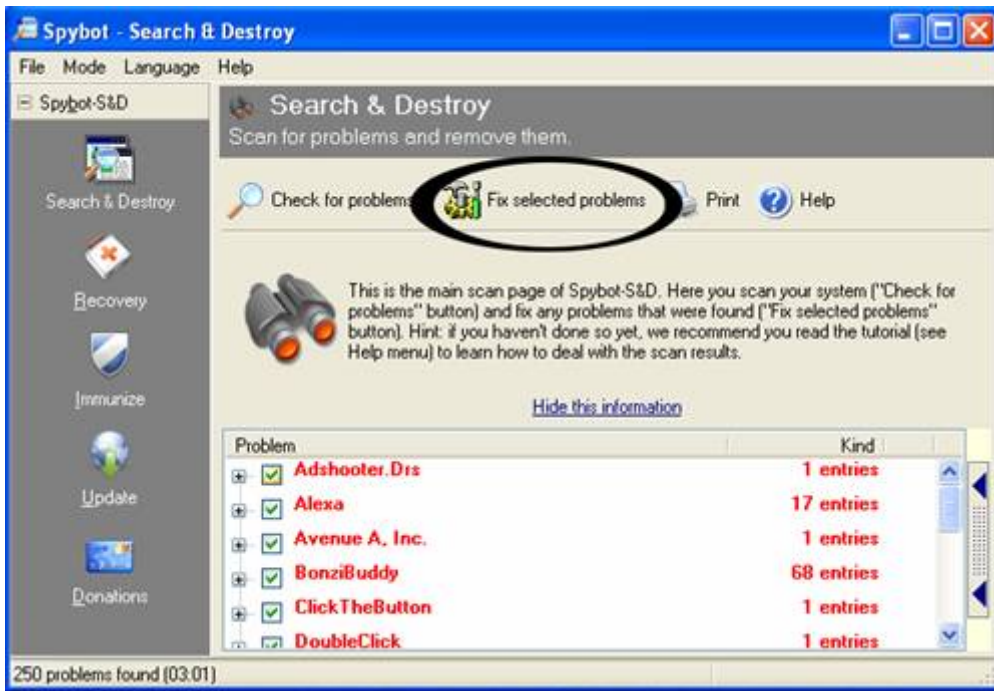 Spybot - Search & Destroy
File Mode Language Help
Spybot-S&D
Search & Destroy
Recovery
Immunize
Update
Donations
Search & Destroy
Scan for problems and remove them.
Check for problems Fix selected problems Print Help
This is the main scan page of Spybot-S&D. Here you scan your system ("Check for
problems" button) and fix any problems that were found ("Fix selected problems"
button). Hint: if you haven't done so yet, we recommend you read the tutorial (see
Help menu) to learn how to deal with the scan results.
Hide this information
Problem Kind
Adshooter.Drs 1 entries
Alexa 17 entries
Avenue A, Inc. 1 entries
BonziBuddy 68 entries
ClickTheButton 1 entries
DoubleClick 1 entries
250 problems found (03:01)